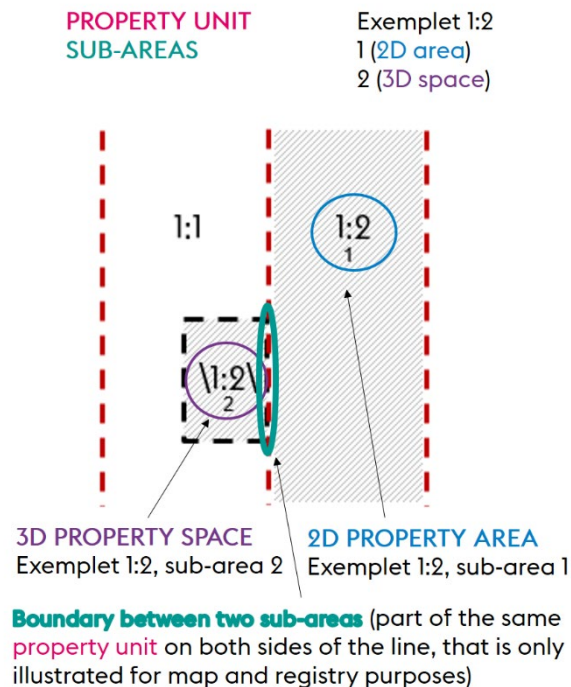 PROPERTY UNIT
SUB-AREAS
Exemplet 1:2
1 (2D area)
2 (3D space)
1:1
1:2
1
\1:2\
2
3D PROPERTY SPACE
Exemplet 1:2, sub-area 2
2D PROPERTY AREA
Exemplet 1:2, sub-area 1
Boundary between two sub-areas (part of the same
property unit on both sides of the line, that is only
illustrated for map and registry purposes)